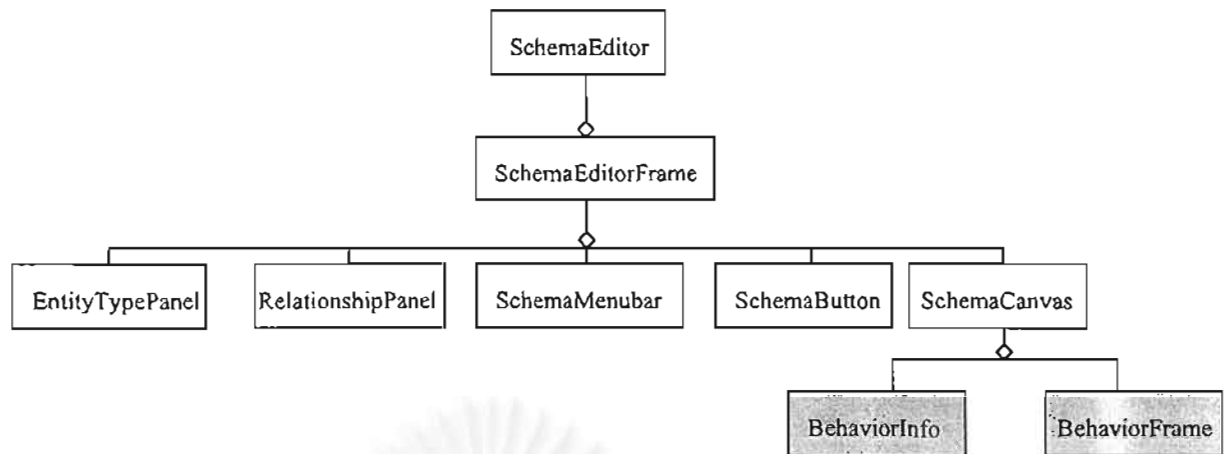 SchemaEditor
SchemaEditorFrame
EntityTypePanel
RelationshipPanel
SchemaMenubar
SchemaButton
SchemaCanvas
BehaviorInfo
BehaviorFrame